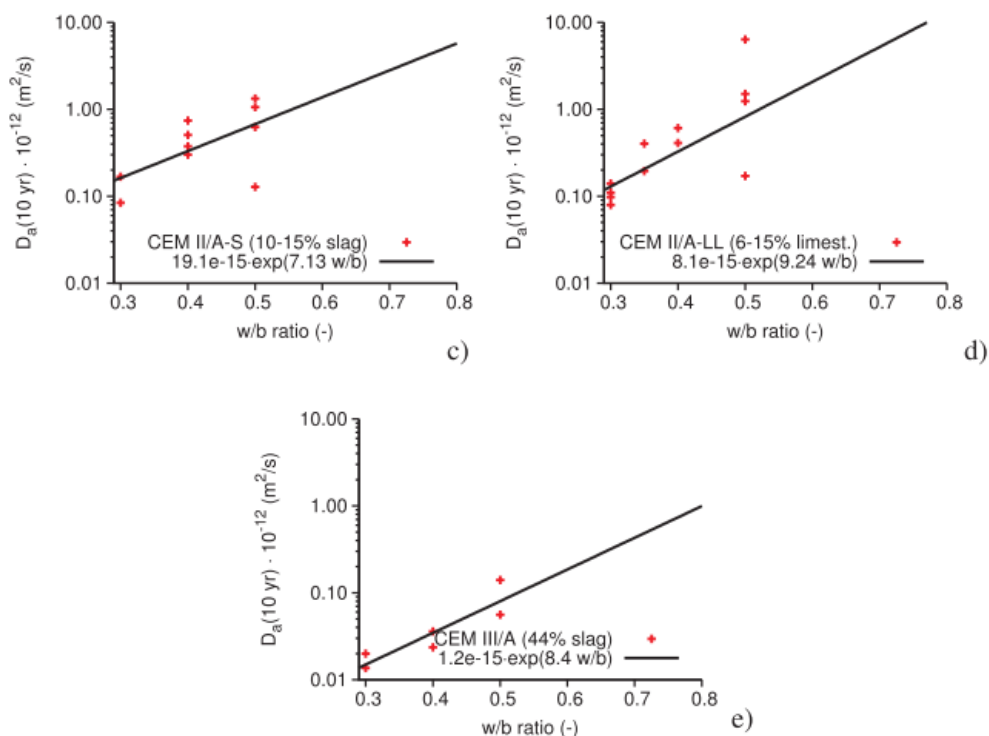 10.00
1.00
0.10
0.01
Dₐ(10 yr) · 10⁻¹² (m²/s)
CEM II/A-S (10-15% slag)
19.1e-15·exp(7.13 w/b)
0.3 0.4 0.5 0.6 0.7 0.8
w/b ratio (-)
c)
10.00
1.00
0.10
0.01
Dₐ(10 yr) · 10⁻¹² (m²/s)
CEM II/A-LL (6-15% limest.)
8.1e-15·exp(9.24 w/b)
0.3 0.4 0.5 0.6 0.7 0.8
w/b ratio (-)
d)
10.00
1.00
0.10
0.01
Dₐ(10 yr) · 10⁻¹² (m²/s)
CEM III/A (44% slag)
1.2e-15·exp(8.4 w/b)
0.3 0.4 0.5 0.6 0.7 0.8
w/b ratio (-)
e)